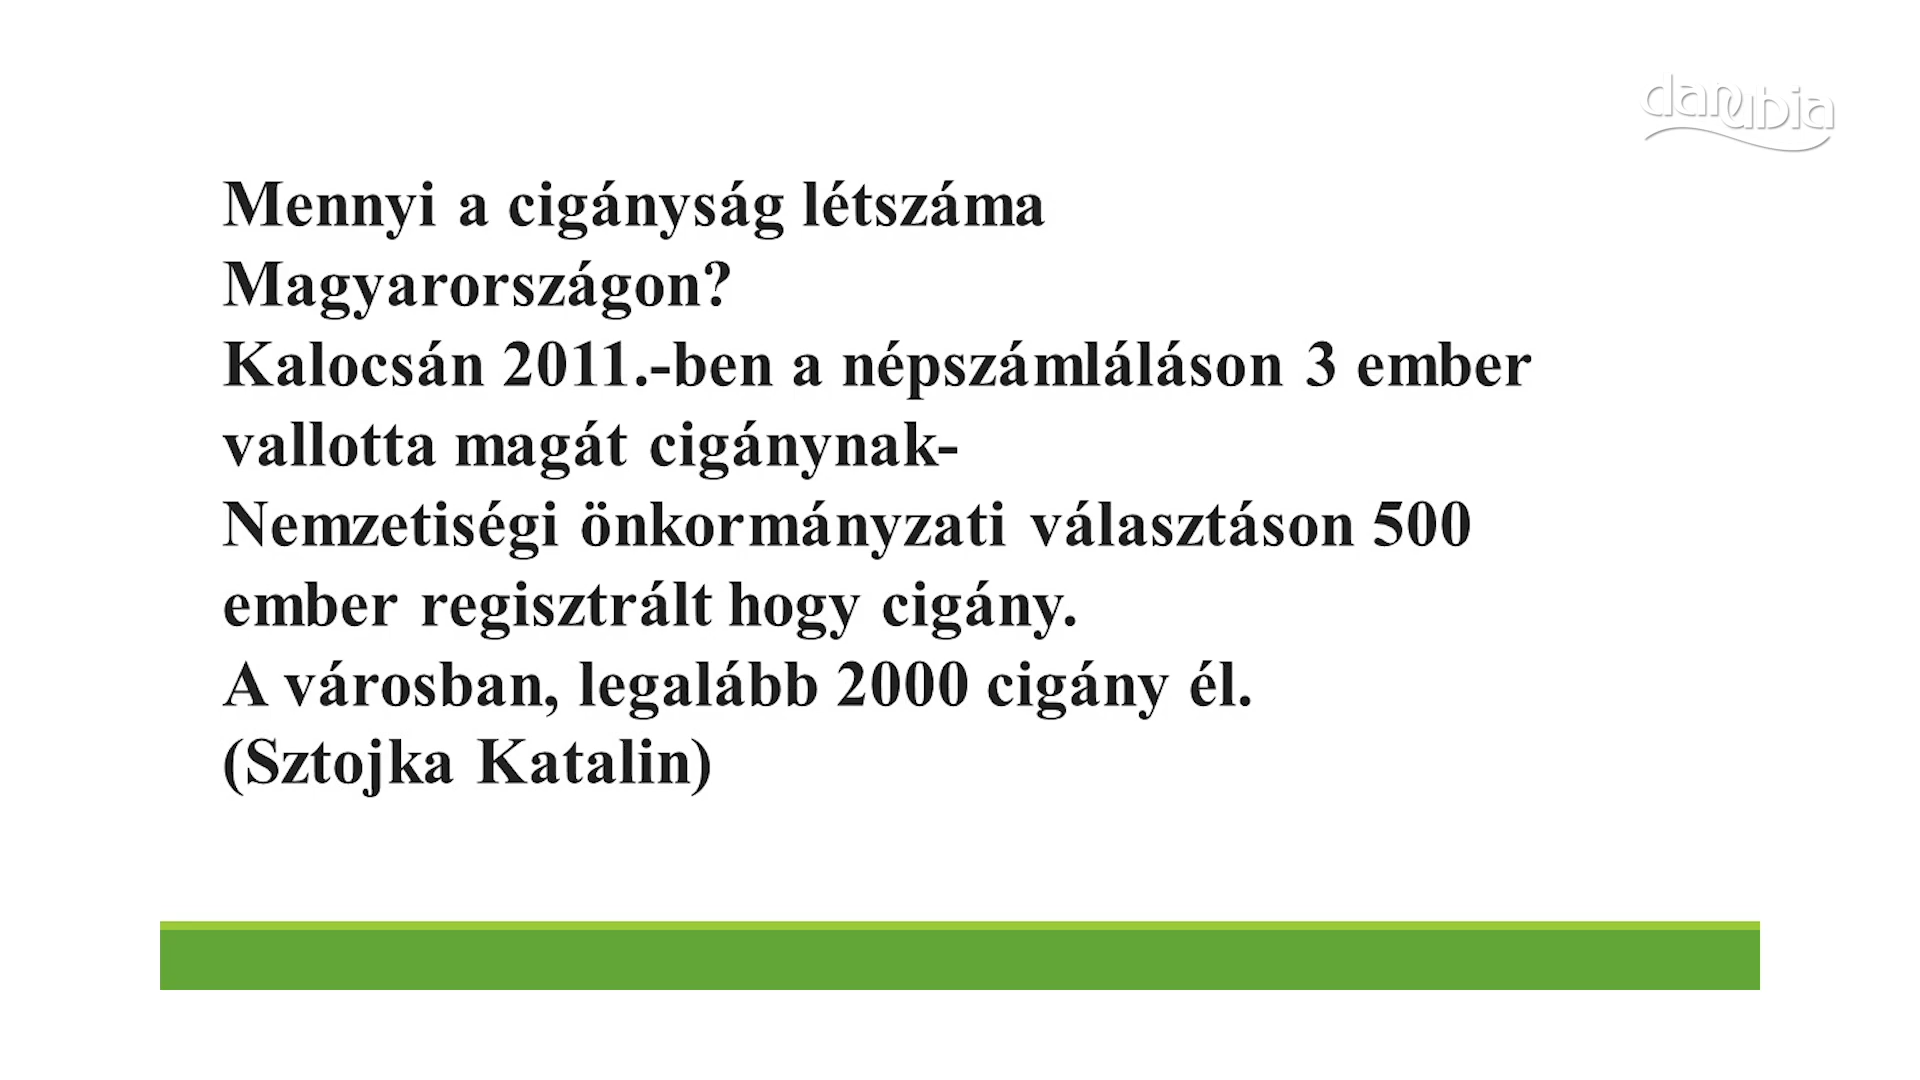 danubia
Mennyi a cigányság létszáma
Magyarországon?
Kalocsán 2011.-ben a népszámláláson 3 ember
vallotta magát cigánynak-
Nemzetiségi önkormányzati választáson 500
ember regisztrált hogy cigány.
A városban, legalább 2000 cigány él.
(Sztojka Katalin)